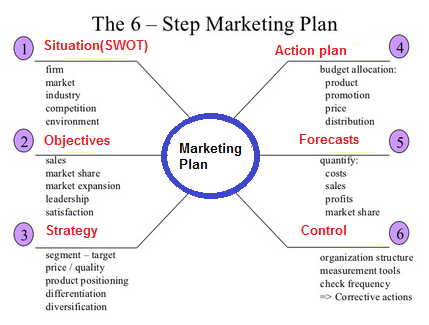 The 6 – Step Marketing Plan
1
Situation(SWOT)
firm
market
industry
competition
environment
2
Objectives
sales
market share
market expansion
leadership
satisfaction
3
Strategy
segment – target
price / quality
product positioning
differentiation
diversification
Marketing
Plan
Action plan
4
budget allocation:
product
promotion
price
distribution
Forecasts
5
quantify:
costs
sales
profits
market share
Control
6
organization structure
measurement tools
check frequency
=> Corrective actions